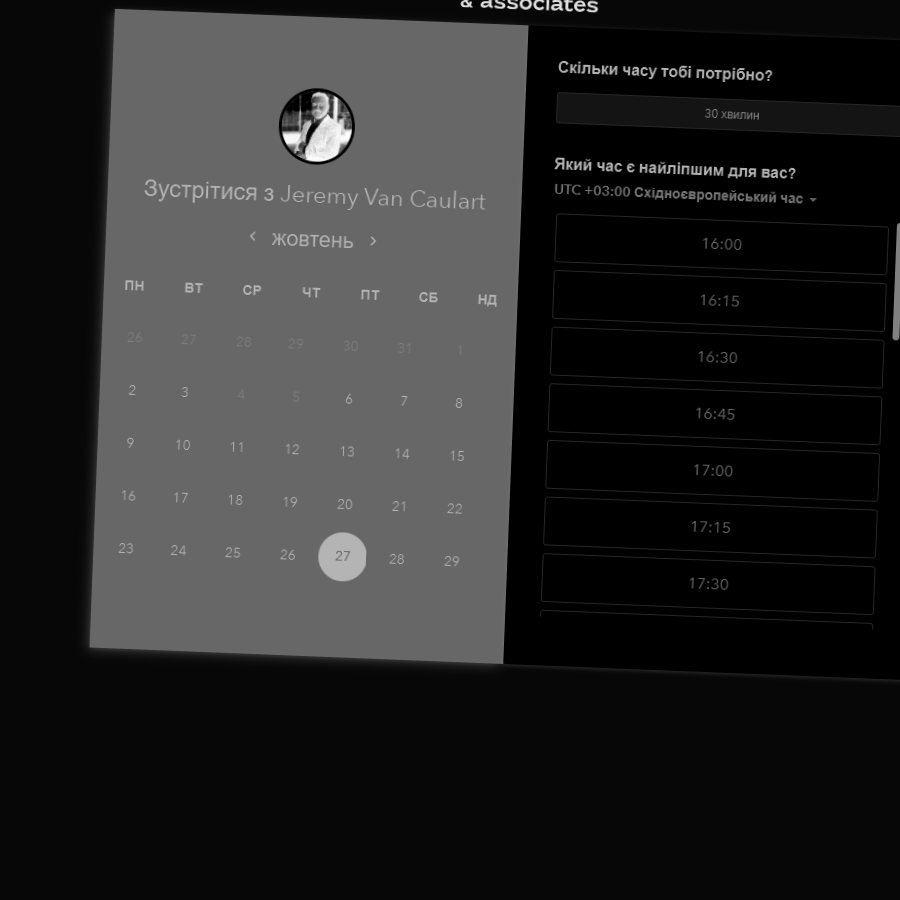 & associates
Зустрітися з Jeremy Van Caulart
жовтень
ПН ВТ СР ЧТ ПТ СБ НД
26 27 28 29 30 31 1
2 3 4 5 6 7 8
9 10 11 12 13 14 15
16 17 18 19 20 21 22
23 24 25 26 27 28 29
Скільки часу тобі потрібно?
30 хвилин
Який час є найліпшим для вас?
UTC +03:00 Східноєвропейський час
16:00
16:15
16:30
16:45
17:00
17:15
17:30